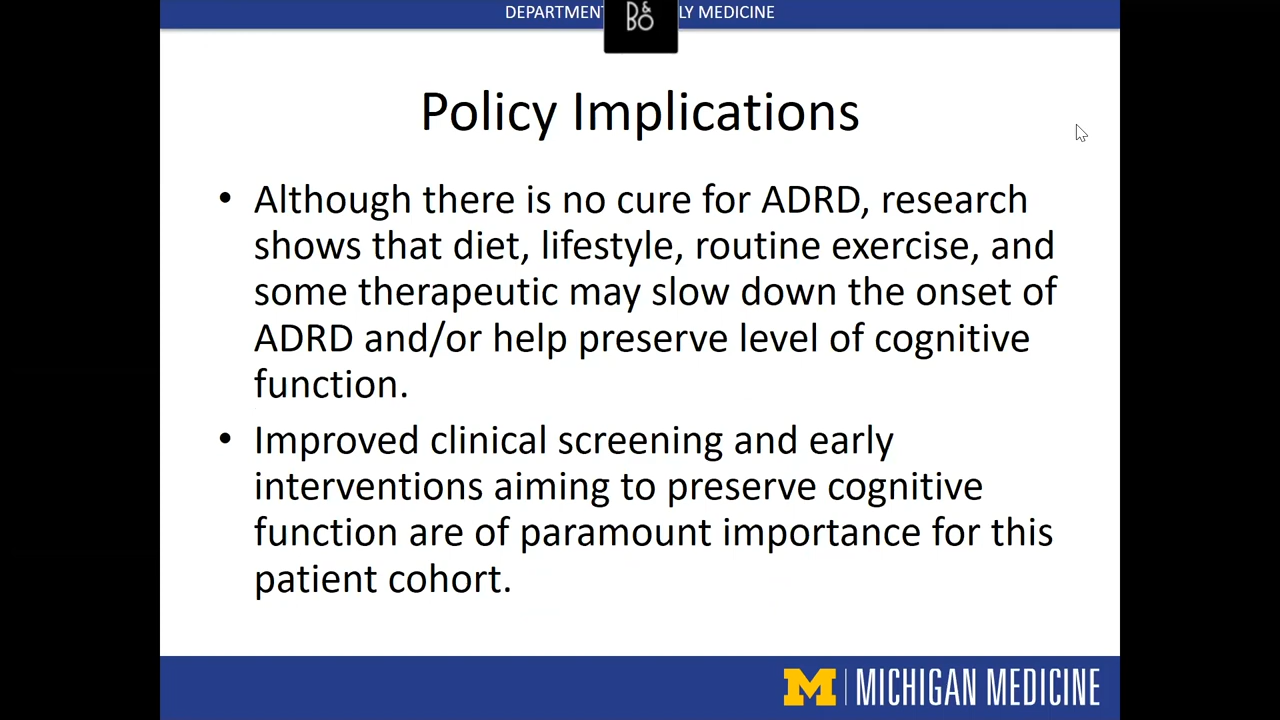 DEPARTMENT LY MEDICINE
B&
BO
Policy Implications
• Although there is no cure for ADRD, research
shows that diet, lifestyle, routine exercise, and
some therapeutic may slow down the onset of
ADRD and/or help preserve level of cognitive
function.
• Improved clinical screening and early
interventions aiming to preserve cognitive
function are of paramount importance for this
patient cohort.
M | MICHIGAN MEDICINE